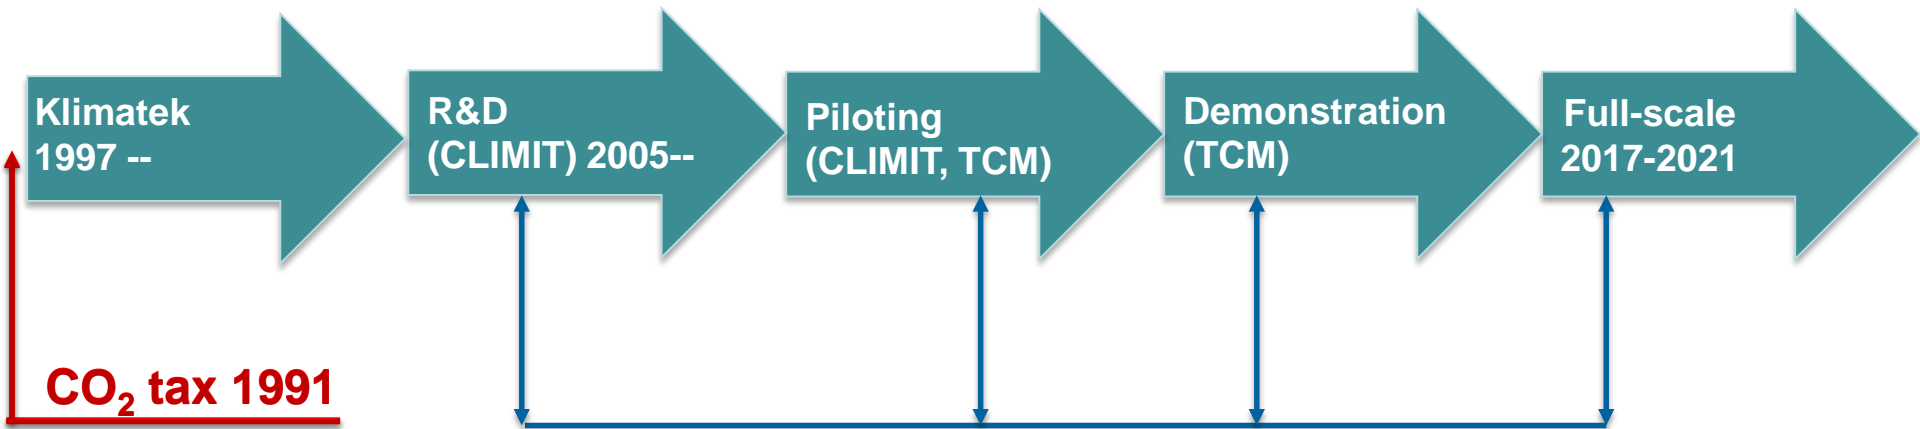 Klimatek
1997 --
R&D
(CLIMIT) 2005--
Piloting
(CLIMIT, TCM)
Demonstration
(TCM)
Full-scale
2017-2021
CO₂ tax 1991